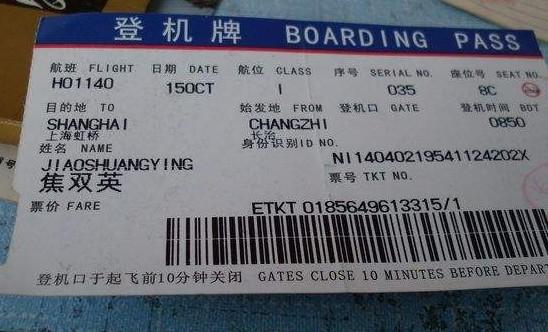 登机牌 BOARDING PASS
航班 FLIGHT 日期 DATE 舱位 CLASS 序号 SERIAL NO. 座位号 SEAT NO.
HO1140 15OCT I 035 8C
目的地 TO 始发地 FROM 登机口 GATE 登机时间 BDT
SHANGHAI CHANGZHI 0850
上海虹桥 长治
姓名 NAME 身份识别ID NO.
JIAOSHUANGYING NI14040219541124202X
焦双英 票号 TKT NO.
票价 FARE ETKT 0185649613315/1
登机口于起飞前10分钟关闭 GATES CLOSE 10 MINUTES BEFORE DEPAR